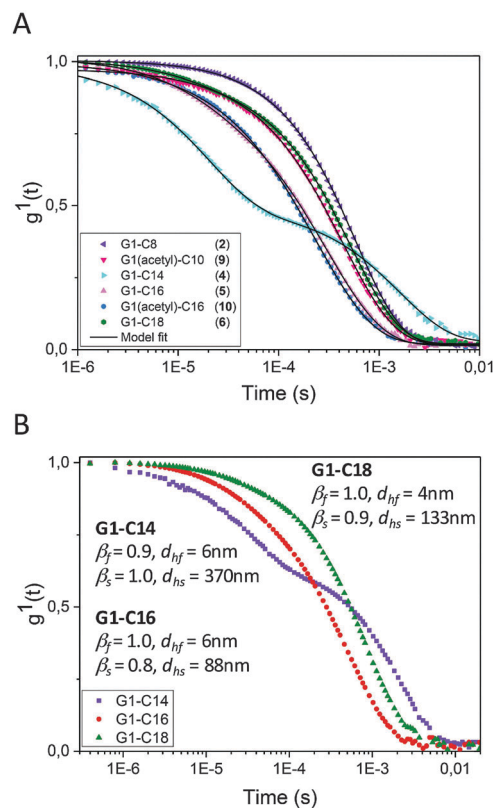 A
g¹(t)
1,0
0,5
0,0
G1-C8 (2)
G1(acetyl)-C10 (9)
G1-C14 (4)
G1-C16 (5)
G1(acetyl)-C16 (10)
G1-C18 (6)
Model fit
1E-6 1E-5 1E-4 1E-3 0,01
Time (s)
B
g¹(t)
1,0
0,5
0,0
G1-C18
βf = 1.0, dhf = 4nm
βs = 0.9, dhs = 133nm
G1-C14
βf = 0.9, dhf = 6nm
βs = 1.0, dhs = 370nm
G1-C16
βf = 1.0, dhf = 6nm
βs = 0.8, dhs = 88nm
G1-C14
G1-C16
G1-C18
1E-6 1E-5 1E-4 1E-3 0,01
Time (s)